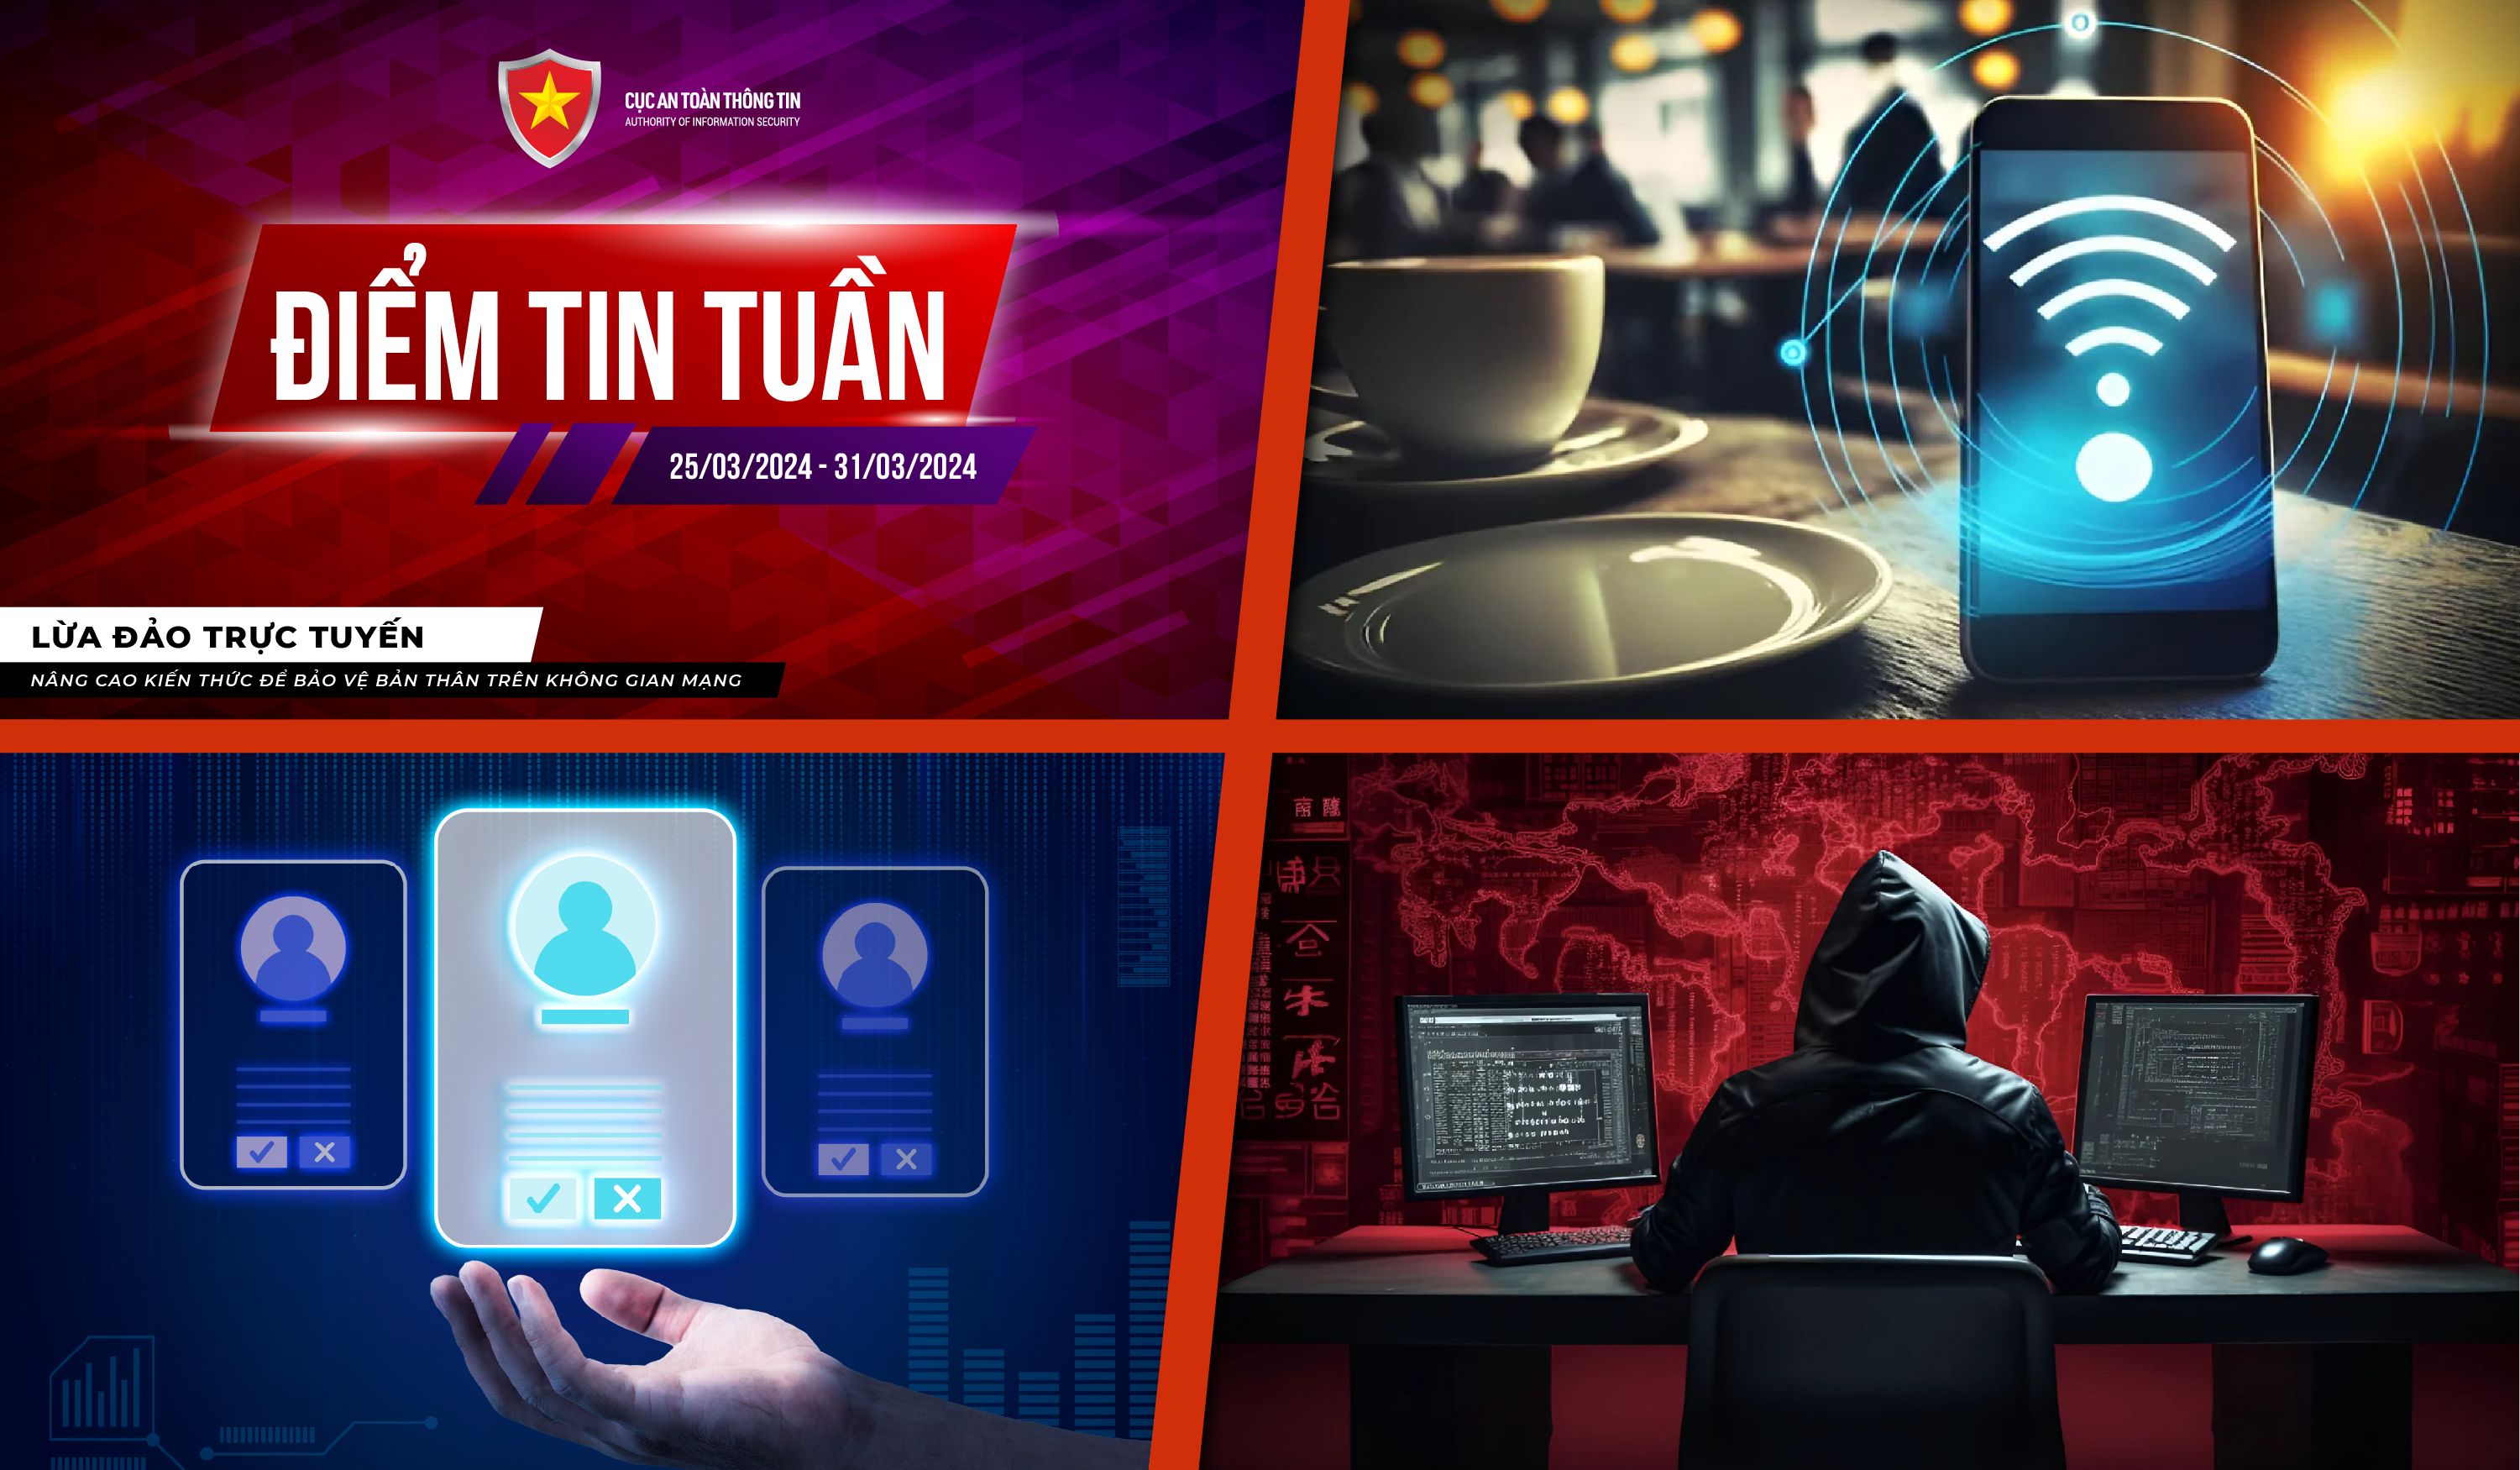 CỤC AN TOÀN THÔNG TIN
AUTHORITY OF INFORMATION SECURITY
ĐIỂM TIN TUẦN
25/03/2024 - 31/03/2024
LỪA ĐẢO TRỰC TUYẾN
NÂNG CAO KIẾN THỨC ĐỂ BẢO VỆ BẢN THÂN TRÊN KHÔNG GIAN MẠNG